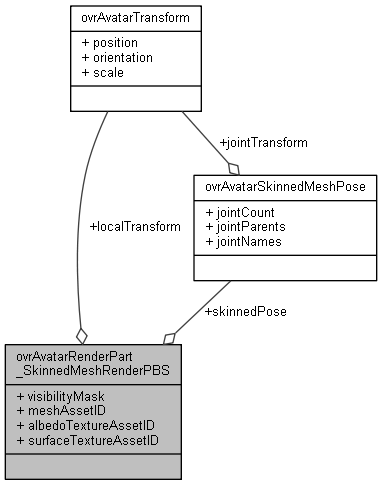 ovrAvatarTransform
+ position
+ orientation
+ scale
+jointTransform
ovrAvatarSkinnedMeshPose
+ jointCount
+ jointParents
+ jointNames
+localTransform
+skinnedPose
ovrAvatarRenderPart
_SkinnedMeshRenderPBS
+ visibilityMask
+ meshAssetID
+ albedoTextureAssetID
+ surfaceTextureAssetID